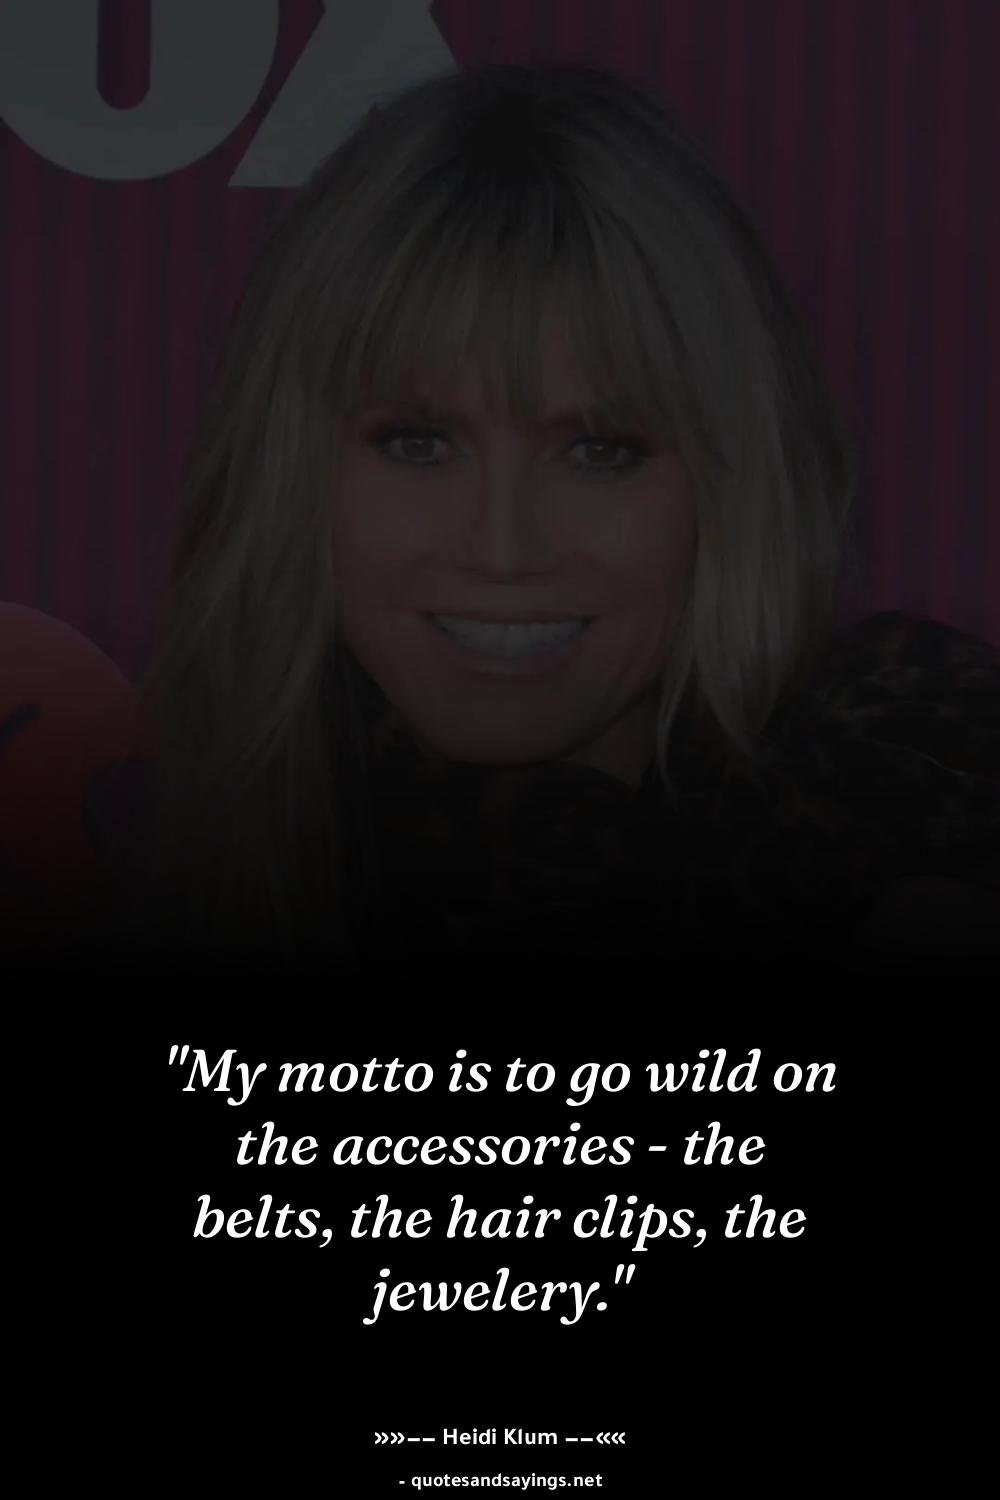 OX
"My motto is to go wild on
the accessories - the
belts, the hair clips, the
jewelery."
»»–– Heidi Klum ––««
- quotesandsayings.net